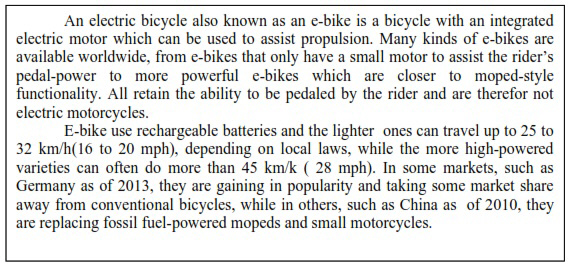 An electric bicycle also known as an e-bike is a bicycle with an integrated
electric motor which can be used to assist propulsion. Many kinds of e-bikes are
available worldwide, from e-bikes that only have a small motor to assist the rider's
pedal-power to more powerful e-bikes which are closer to moped-style
functionality. All retain the ability to be pedaled by the rider and are therefor not
electric motorcycles.
E-bike use rechargeable batteries and the lighter ones can travel up to 25 to
32 km/h(16 to 20 mph), depending on local laws, while the more high-powered
varieties can often do more than 45 km/k ( 28 mph). In some markets, such as
Germany as of 2013, they are gaining in popularity and taking some market share
away from conventional bicycles, while in others, such as China as of 2010, they
are replacing fossil fuel-powered mopeds and small motorcycles.